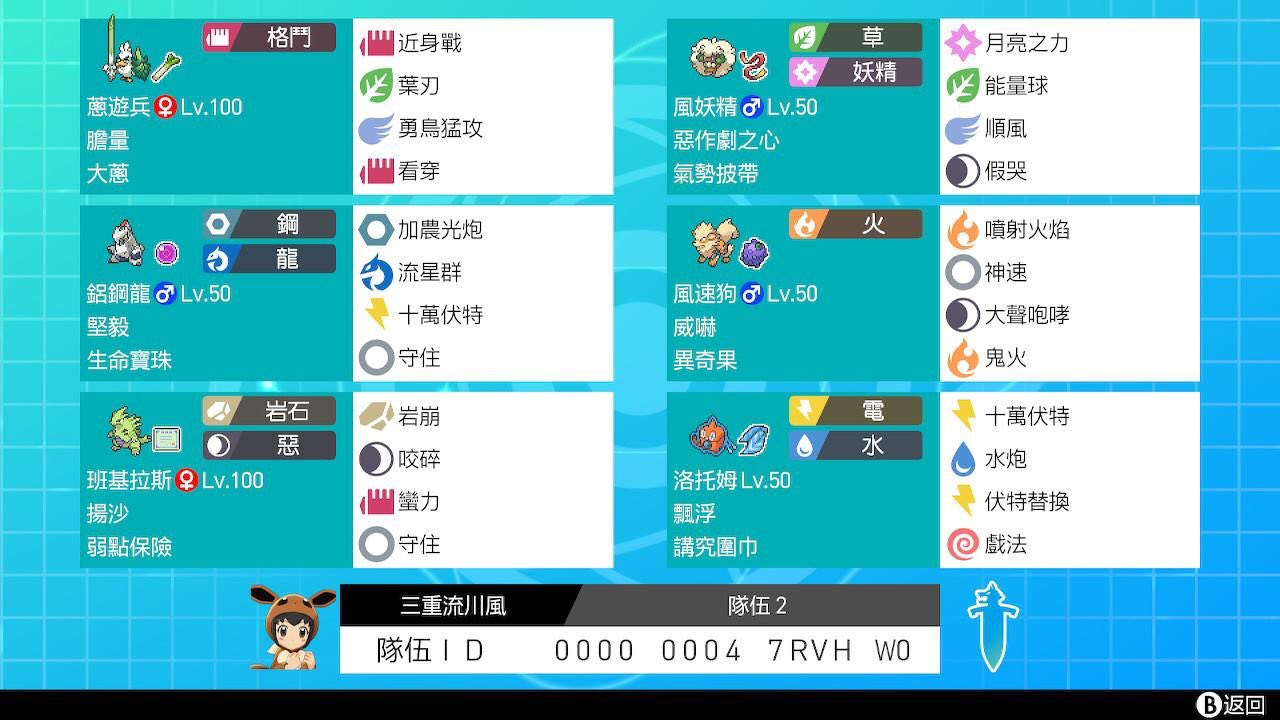 格鬥
蔥遊兵 Lv.100
膽量
大蔥
近身戰
葉刃
勇鳥猛攻
看穿
草
妖精
風妖精 Lv.50
惡作劇之心
氣勢披帶
月亮之力
能量球
順風
假哭
鋼
龍
鋁鋼龍 Lv.50
堅毅
生命寶珠
加農光炮
流星群
十萬伏特
守住
火
風速狗 Lv.50
威嚇
異奇果
噴射火焰
神速
大聲咆哮
鬼火
岩石
惡
班基拉斯 Lv.100
揚沙
弱點保險
岩崩
咬碎
蠻力
守住
電
水
洛托姆 Lv.50
飄浮
講究圍巾
十萬伏特
水炮
伏特替換
戲法
三重流川風 隊伍 2
隊伍ＩＤ 0000 0004 7RVH W0
B返回